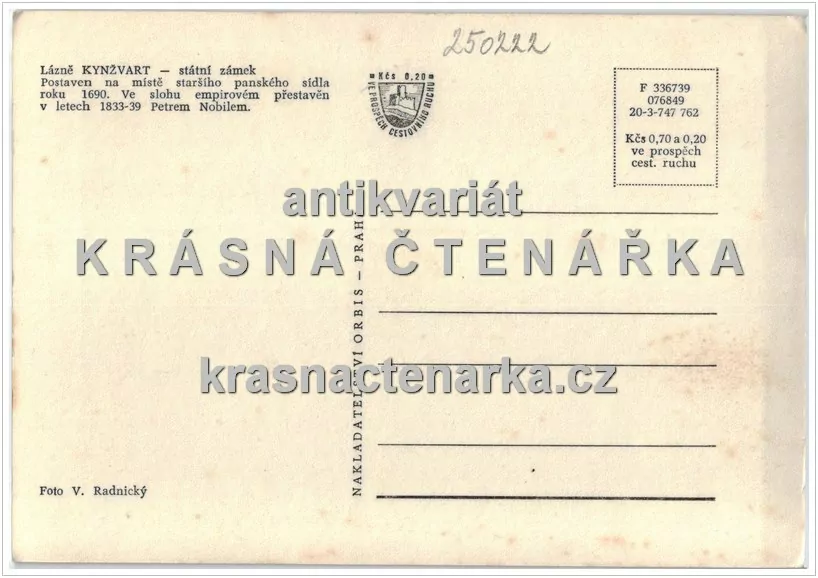 250222
Lázně KYNŽVART — státní zámek
Postaven na místě staršího panského sídla
roku 1690. Ve slohu empirovém přestavěn
v letech 1833-39 Petrem Nobilem.
Kčs 0,20
VE PROSPĚCH CESTOVNÍHO RUCHU
F 336739
076849
20-3-747 762
Kčs 0,70 a 0,20
ve prospěch
cest. ruchu
antikvariát
KRÁSNÁ ČTENÁŘKA
krasnactenarka.cz
NAKLADATELSTVÍ ORBIS — PRAHA
Foto V. Radnický